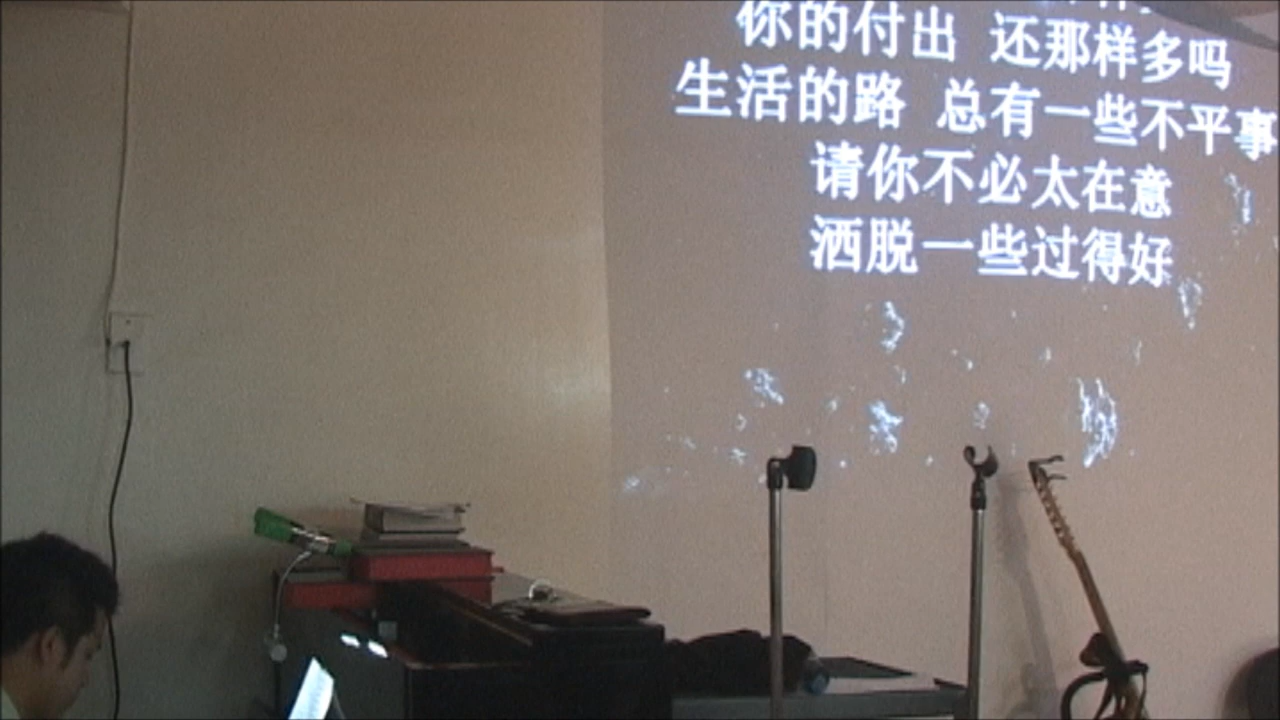 你的付出 还那样多吗
生活的路 总有一些不平事
请你不必太在意
洒脱一些过得好